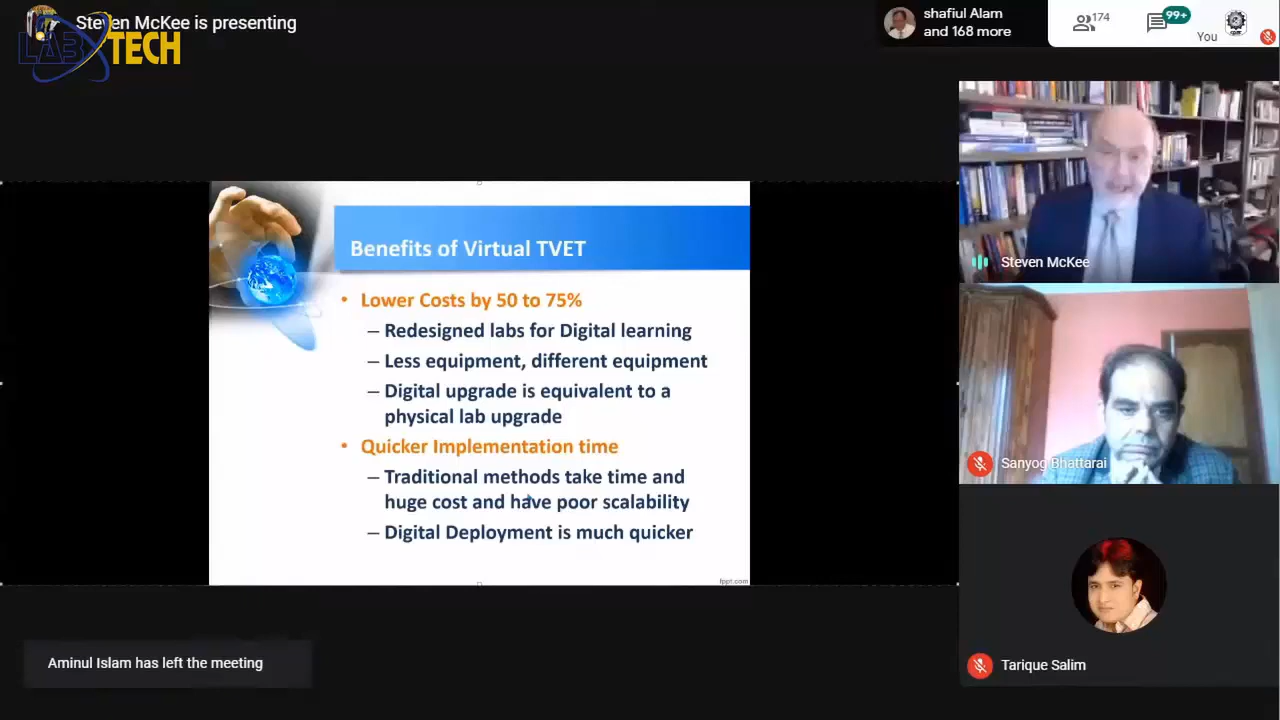 Steven McKee is presenting
LABTECH
shafiul Alam
and 168 more
174
99+
You
Steven McKee
Benefits of Virtual TVET
• Lower Costs by 50 to 75%
– Redesigned labs for Digital learning
– Less equipment, different equipment
– Digital upgrade is equivalent to a
physical lab upgrade
• Quicker Implementation time
– Traditional methods take time and
huge cost and have poor scalability
– Digital Deployment is much quicker
fppt.com
Sanyog Bhattarai
Tarique Salim
Aminul Islam has left the meeting